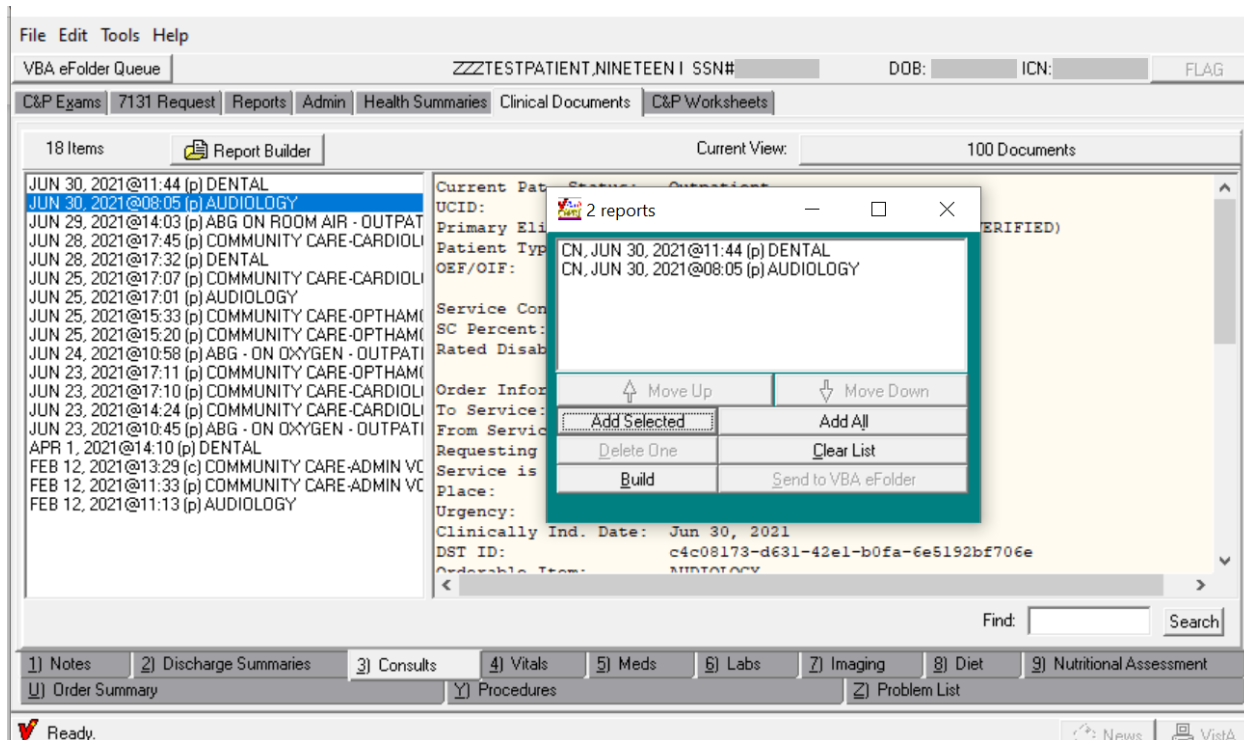 File Edit Tools Help
VBA eFolder Queue ZZZTESTPATIENT,NINETEEN I SSN# DOB: ICN: FLAG
C&P Exams 7131 Request Reports Admin Health Summaries Clinical Documents C&P Worksheets
18 Items Report Builder Current View: 100 Documents
JUN 30, 2021@11:44 (p) DENTAL
JUN 30, 2021@08:05 (p) AUDIOLOGY
JUN 29, 2021@14:03 (p) ABG ON ROOM AIR - OUTPAT
JUN 28, 2021@17:45 (p) COMMUNITY CARE-CARDIOL
JUN 28, 2021@17:32 (p) DENTAL
JUN 25, 2021@17:07 (p) COMMUNITY CARE-CARDIOL
JUN 25, 2021@17:01 (p) AUDIOLOGY
JUN 25, 2021@15:33 (p) COMMUNITY CARE-OPTHAM
JUN 25, 2021@15:20 (p) COMMUNITY CARE-OPTHAM
JUN 24, 2021@10:58 (p) ABG - ON OXYGEN - OUTPATI
JUN 23, 2021@17:11 (p) COMMUNITY CARE-OPTHAM
JUN 23, 2021@17:10 (p) COMMUNITY CARE-CARDIOL
JUN 23, 2021@14:24 (p) COMMUNITY CARE-CARDIOL
JUN 23, 2021@10:45 (p) ABG - ON OXYGEN - OUTPATI
APR 1, 2021@14:10 (p) DENTAL
FEB 12, 2021@13:29 (c) COMMUNITY CARE-ADMIN VC
FEB 12, 2021@11:33 (p) COMMUNITY CARE-ADMIN VC
FEB 12, 2021@11:13 (p) AUDIOLOGY
Current Pat Status: Outpatient
UCID:
Primary Eli ERIFIED)
Patient Typ
OEF/OIF:
Service Con
SC Percent:
Rated Disab
Order Infor
To Service:
From Servic
Requesting
Service is
Place:
Urgency:
Clinically Ind. Date: Jun 30, 2021
DST ID: c4c08173-d631-42e1-b0fa-6e5192bf706e
Orderable Item: AUDIOLOGY
2 reports
CN, JUN 30, 2021@11:44 (p) DENTAL
CN, JUN 30, 2021@08:05 (p) AUDIOLOGY
Move Up Move Down
Add Selected Add All
Delete One Clear List
Build Send to VBA eFolder
Find: Search
1) Notes 2) Discharge Summaries 3) Consults 4) Vitals 5) Meds 6) Labs 7) Imaging 8) Diet 9) Nutritional Assessment
U) Order Summary Y) Procedures Z) Problem List
Ready. News VistA